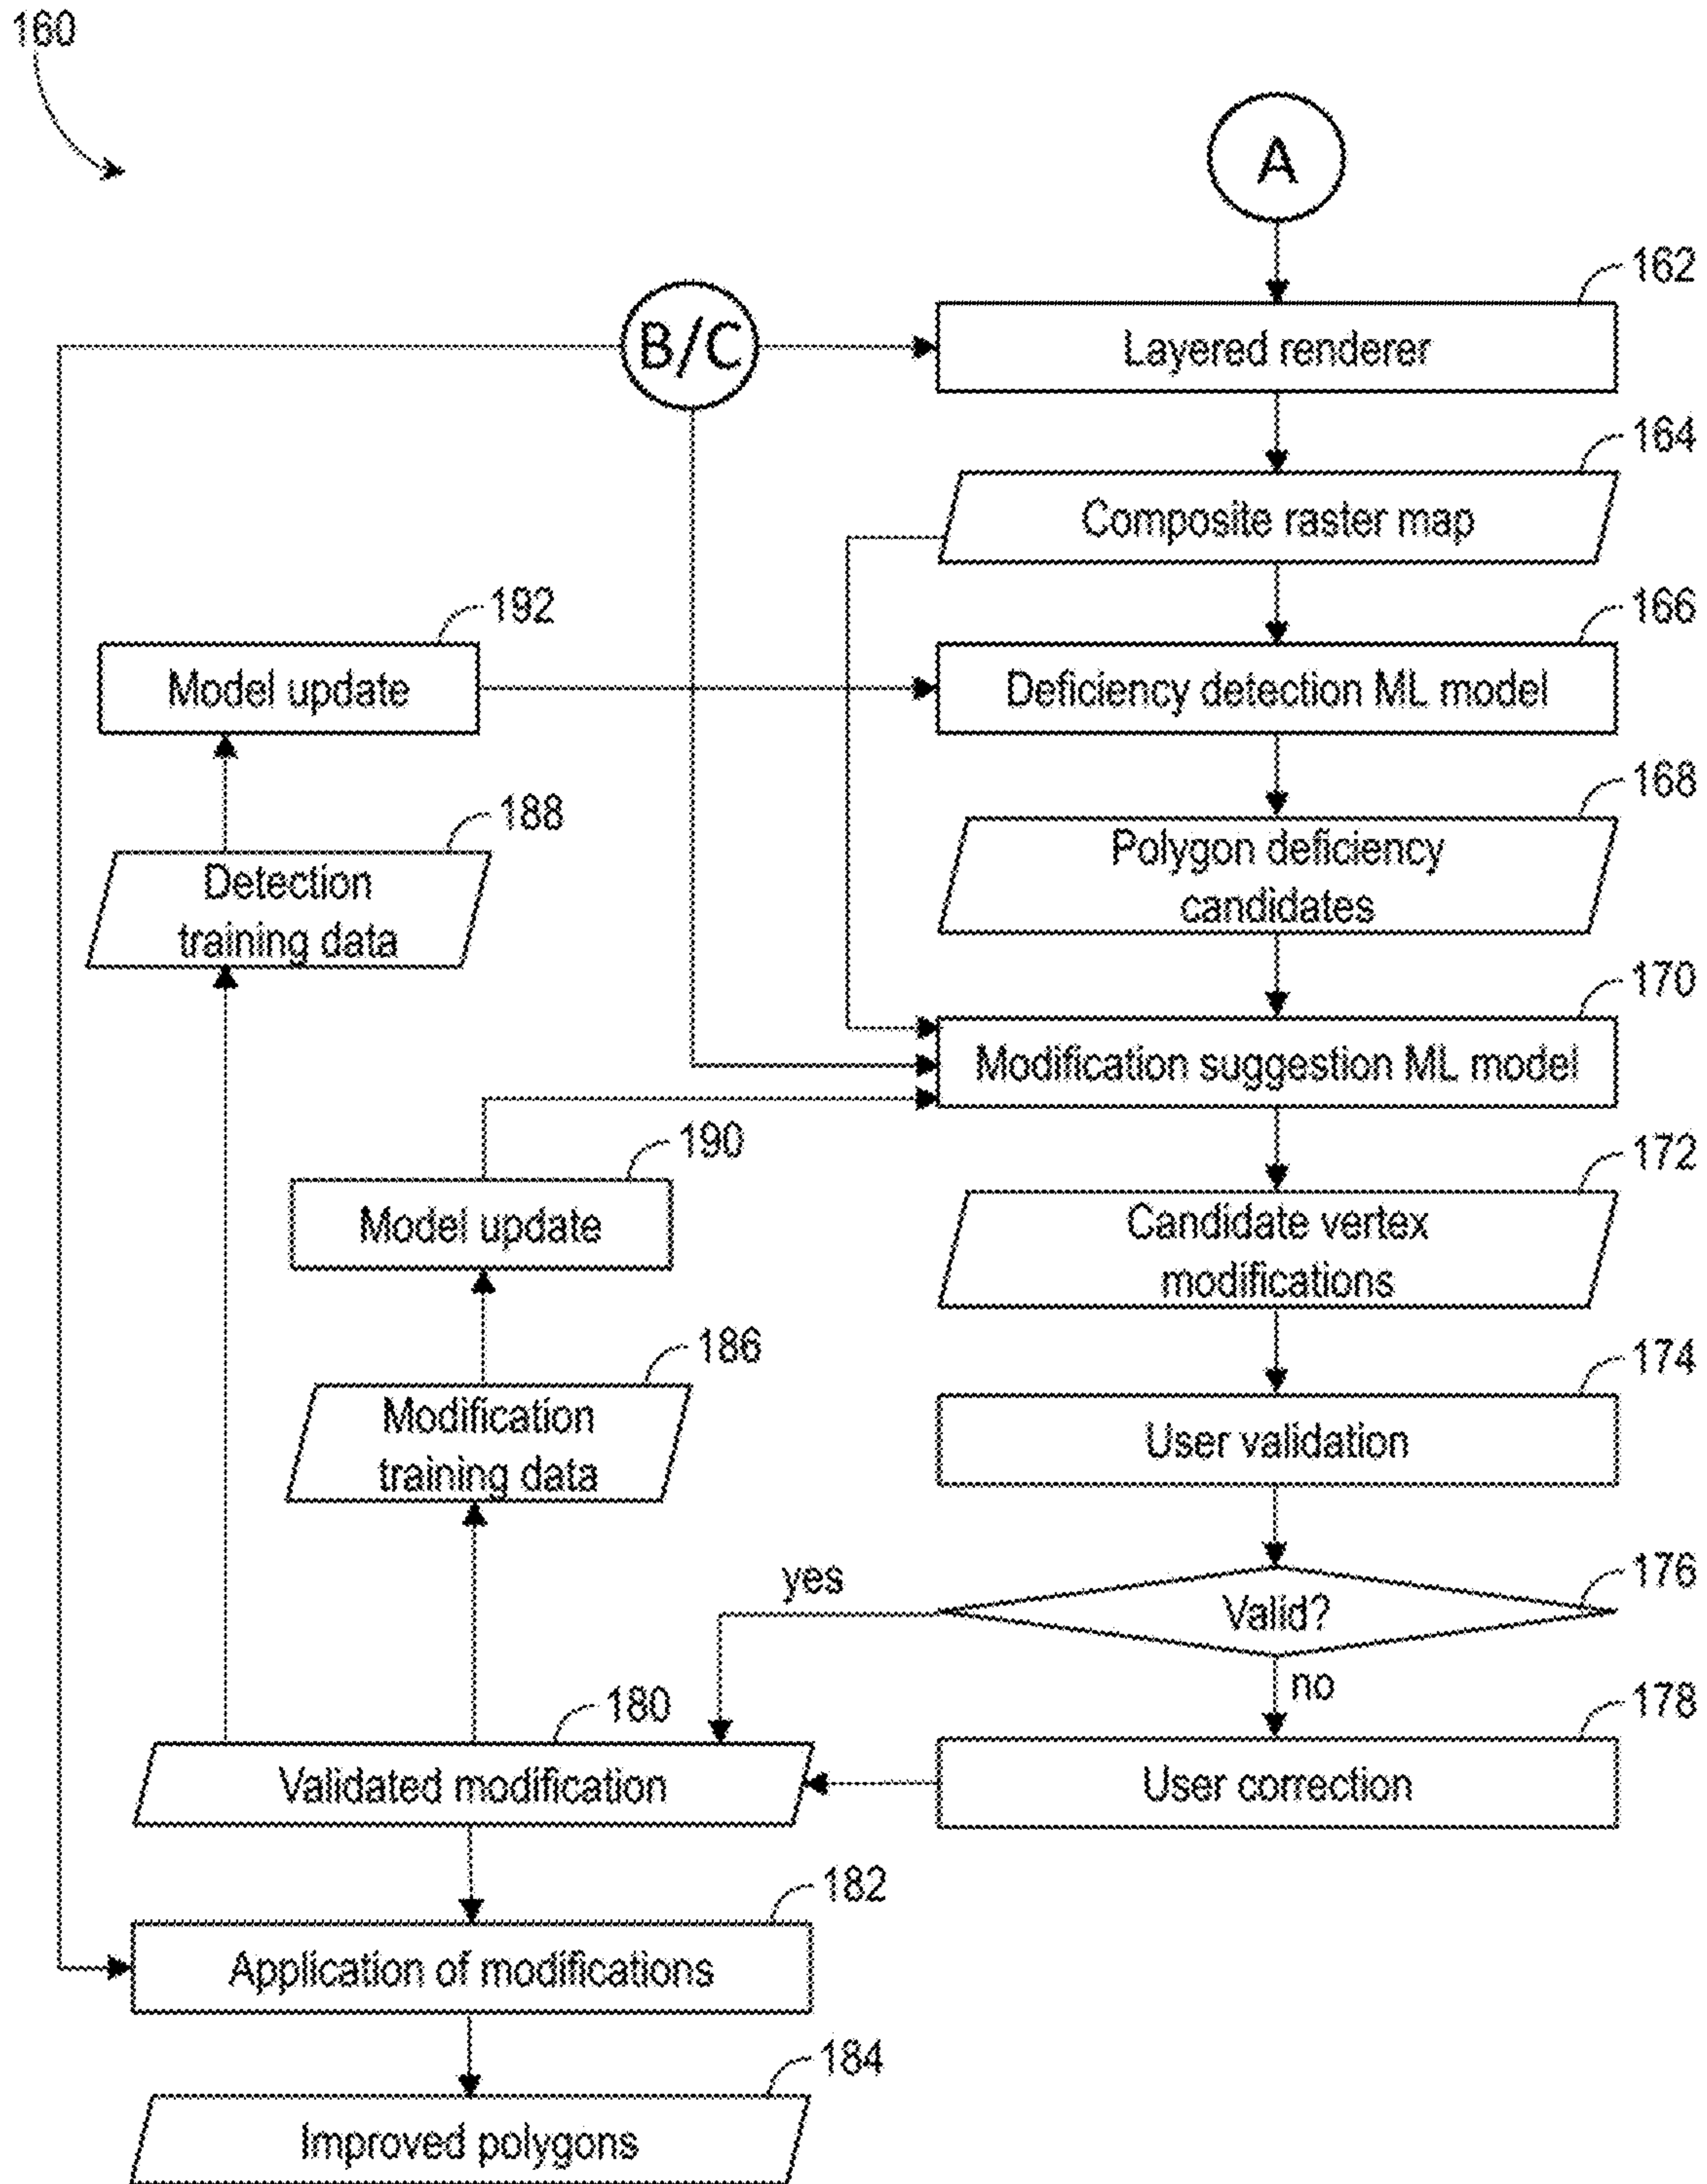 160
A
162
B/C
Layered renderer
164
Composite raster map
192
166
Model update
Deficiency detection ML model
168
188
Polygon deficiency
candidates
Detection
training data
170
Modification suggestion ML model
190
172
Model update
Candidate vertex
modifications
186
174
Modification
training data
User validation
176
yes
Valid?
no
180
178
Validated modification
User correction
182
Application of modifications
184
Improved polygons